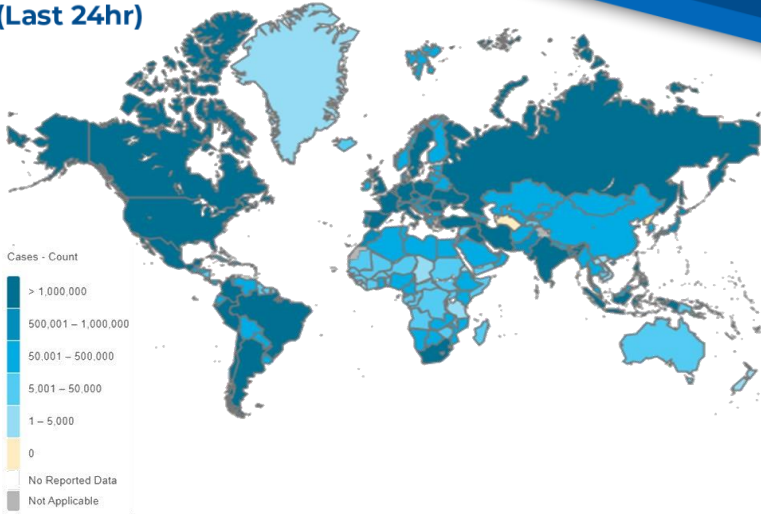 (Last 24hr)
Cases - Count
> 1,000,000
500,001 – 1,000,000
50,001 – 500,000
5,001 – 50,000
1 – 5,000
0
No Reported Data
Not Applicable